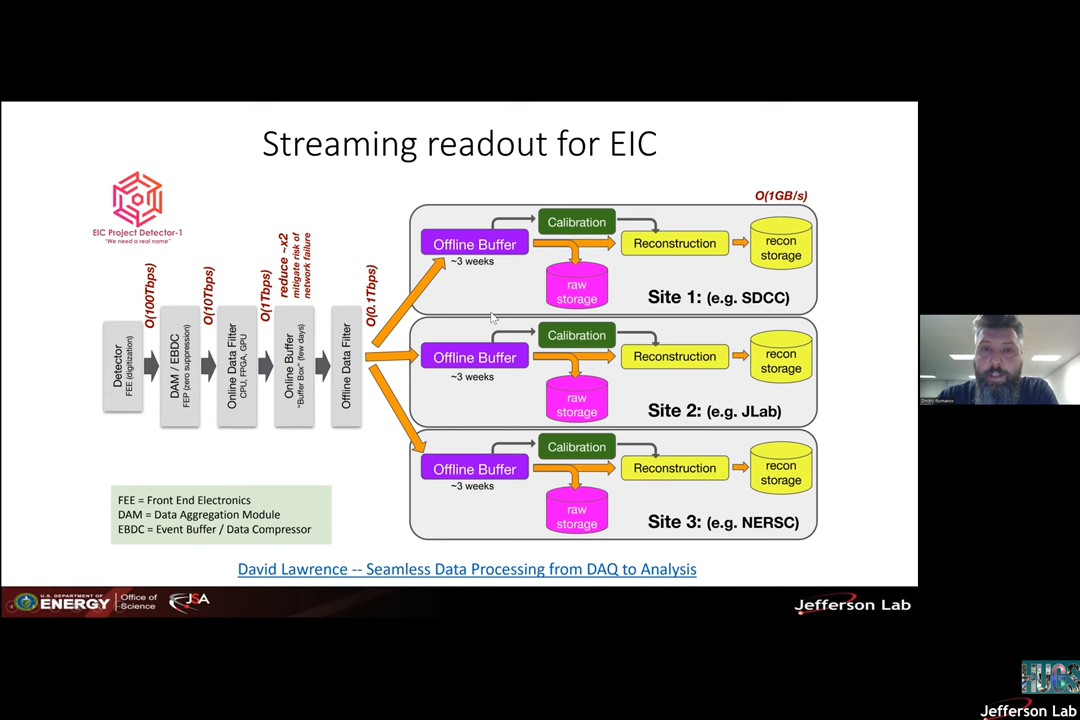 Streaming readout for EIC
EIC Project Detector-1
"We need a real name"
Detector
FEE (digitization)
O(100Tbps)
DAM / EBDC
FEP (zero suppression)
O(10Tbps)
Online Data Filter
CPU, FPGA, GPU
O(1Tbps)
reduce ~x2
mitigate risk of
network failure
Online Buffer
"Buffer Box" (few days)
Offline Data Filter
O(0.1Tbps)
O(1GB/s)
Offline Buffer
~3 weeks
Calibration
raw
storage
Reconstruction
recon
storage
Site 1: (e.g. SDCC)
Offline Buffer
~3 weeks
Calibration
raw
storage
Reconstruction
recon
storage
Site 2: (e.g. JLab)
Offline Buffer
~3 weeks
Calibration
raw
storage
Reconstruction
recon
storage
Site 3: (e.g. NERSC)
FEE = Front End Electronics
DAM = Data Aggregation Module
EBDC = Event Buffer / Data Compressor
David Lawrence -- Seamless Data Processing from DAQ to Analysis
U.S. DEPARTMENT OF
ENERGY
Office of
Science
JSA
Jefferson Lab
Dmitry Romanov
HUGS
Jefferson Lab